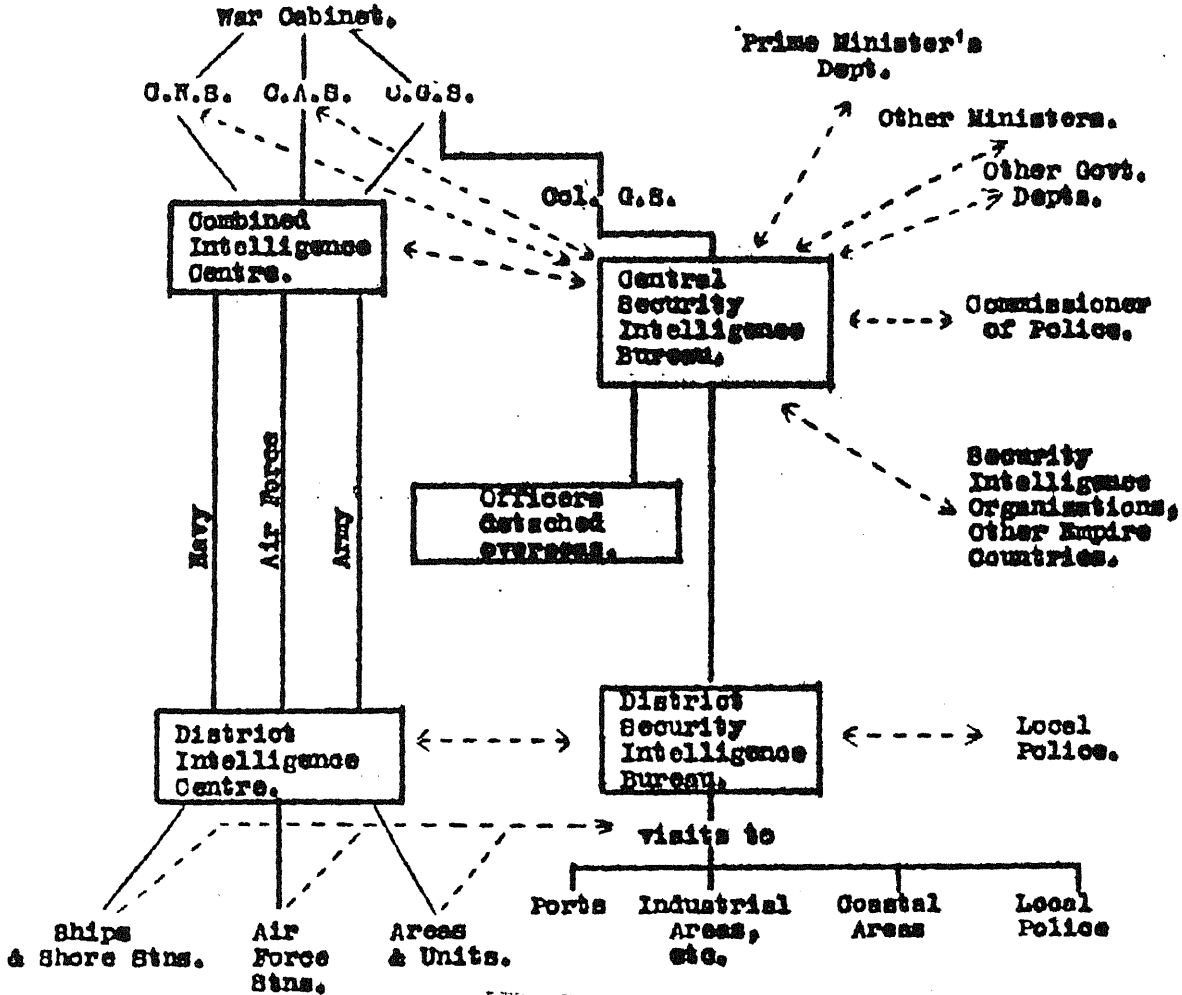 War Cabinet.
C.N.S. C.A.S. C.G.S.
Prime Minister's
Dept.
Other Ministers.
Other Govt.
Depts.
Col. G.S.
Combined
Intelligence
Centre.
Central
Security
Intelligence
Bureau.
Commissioner
of Police.
Security
Intelligence
Organisations,
Other Empire
Countries.
Officers
detached
overseas.
Navy
Air Force
Army
District
Intelligence
Centre.
District
Security
Intelligence
Bureau.
Local
Police.
visits to
Ships
& Shore Stns.
Air
Force
Stns.
Areas
& Units.
Ports
Industrial
Areas,
etc.
Coastal
Areas
Local
Police